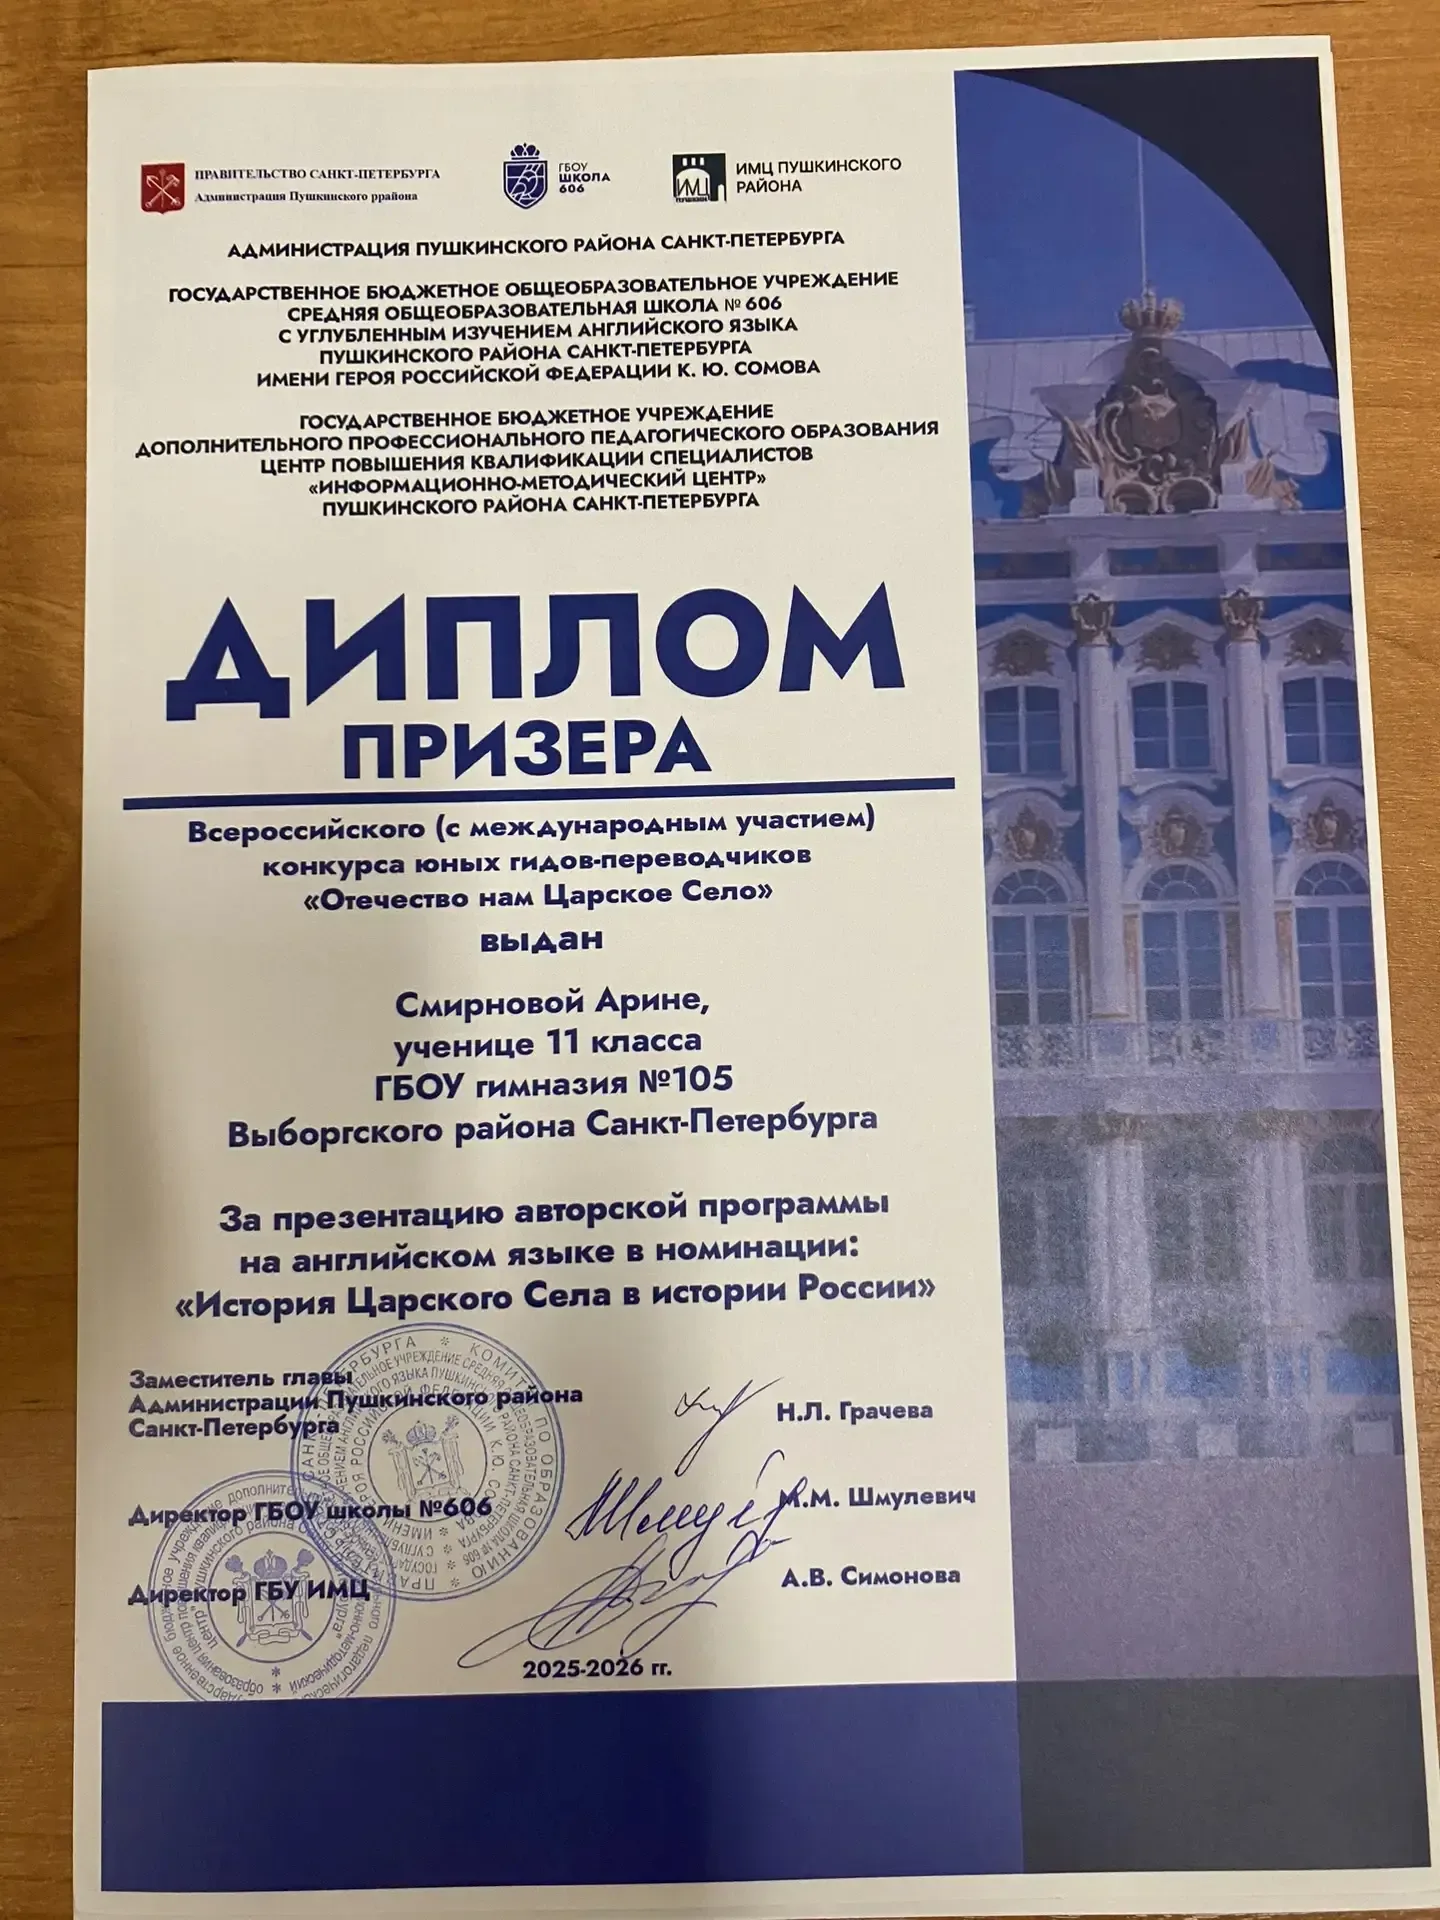 ПРАВИТЕЛЬСТВО САНКТ-ПЕТЕРБУРГА
Администрация Пушкинского ррайона
ГБОУ
ШКОЛА
606
ИМЦ
ПУШКИН
ИМЦ ПУШКИНСКОГО
РАЙОНА
АДМИНИСТРАЦИЯ ПУШКИНСКОГО РАЙОНА САНКТ-ПЕТЕРБУРГА
ГОСУДАРСТВЕННОЕ БЮДЖЕТНОЕ ОБЩЕОБРАЗОВАТЕЛЬНОЕ УЧРЕЖДЕНИЕ
СРЕДНЯЯ ОБЩЕОБРАЗОВАТЕЛЬНАЯ ШКОЛА № 606
С УГЛУБЛЕННЫМ ИЗУЧЕНИЕМ АНГЛИЙСКОГО ЯЗЫКА
ПУШКИНСКОГО РАЙОНА САНКТ-ПЕТЕРБУРГА
ИМЕНИ ГЕРОЯ РОССИЙСКОЙ ФЕДЕРАЦИИ К. Ю. СОМОВА
ГОСУДАРСТВЕННОЕ БЮДЖЕТНОЕ УЧРЕЖДЕНИЕ
ДОПОЛНИТЕЛЬНОГО ПРОФЕССИОНАЛЬНОГО ПЕДАГОГИЧЕСКОГО ОБРАЗОВАНИЯ
ЦЕНТР ПОВЫШЕНИЯ КВАЛИФИКАЦИИ СПЕЦИАЛИСТОВ
«ИНФОРМАЦИОННО-МЕТОДИЧЕСКИЙ ЦЕНТР»
ПУШКИНСКОГО РАЙОНА САНКТ-ПЕТЕРБУРГА
ДИПЛОМ
ПРИЗЕРА
Всероссийского (с международным участием)
конкурса юных гидов-переводчиков
«Отечество нам Царское Село»
выдан
Смирновой Арине,
ученице 11 класса
ГБОУ гимназия №105
Выборгского района Санкт-Петербурга
За презентацию авторской программы
на английском языке в номинации:
«История Царского Села в истории России»
Заместитель главы
Администрации Пушкинского района
Санкт-Петербурга
Н.Л. Грачева
Директор ГБОУ школы №606
М.М. Шмулевич
Директор ГБУ ИМЦ
А.В. Симонова
2025-2026 гг.